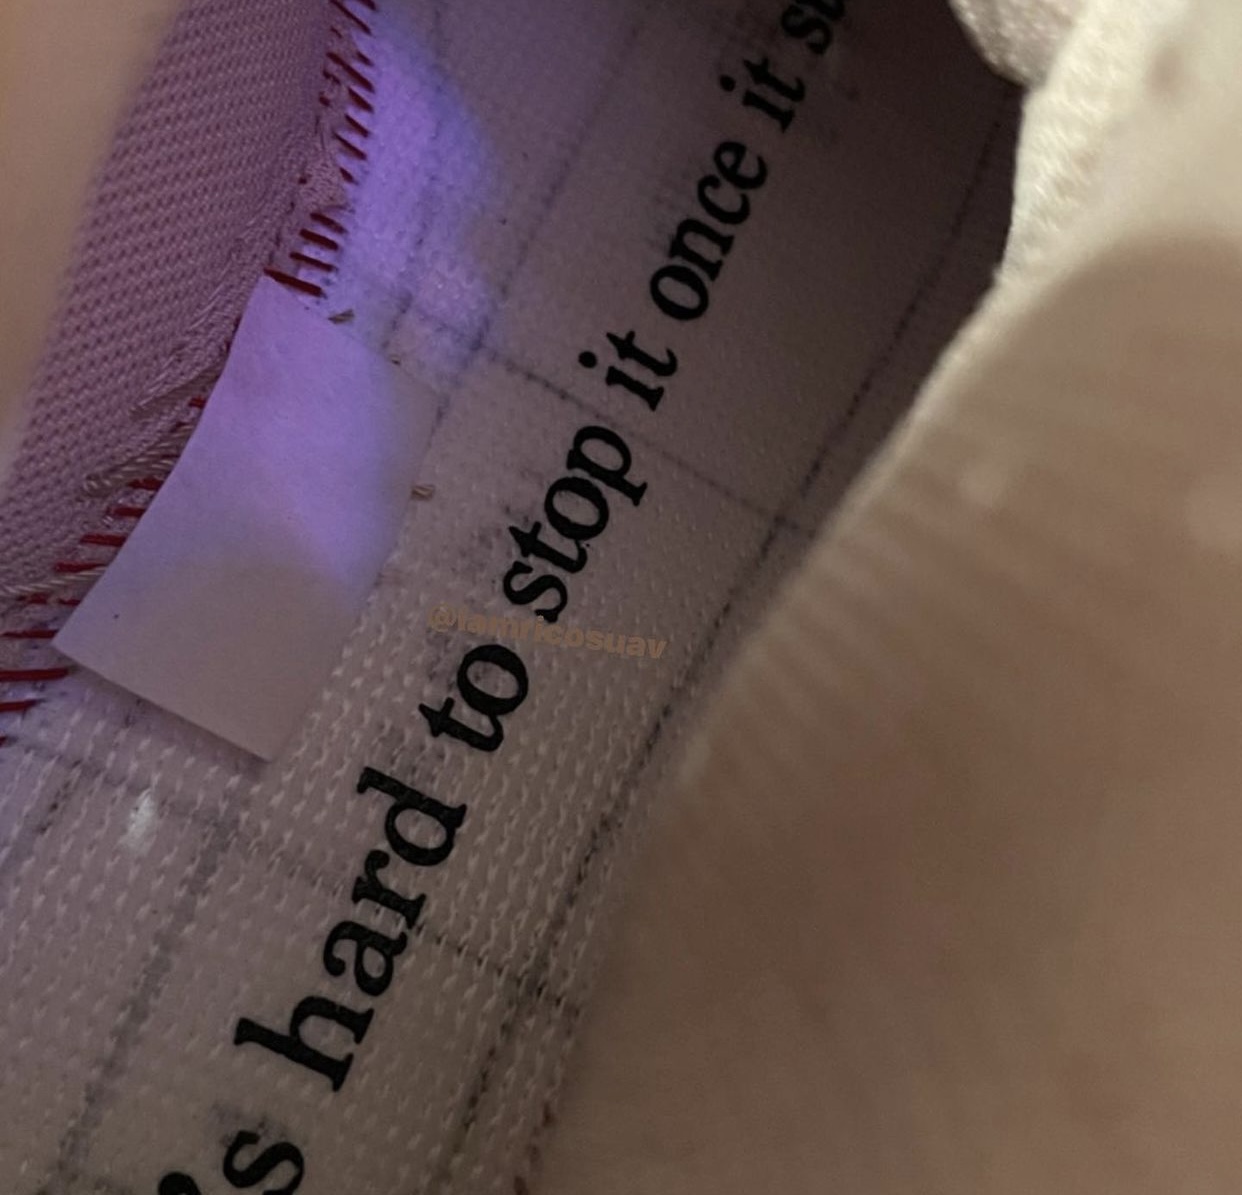 's hard to stop it once it
@iamricosuav